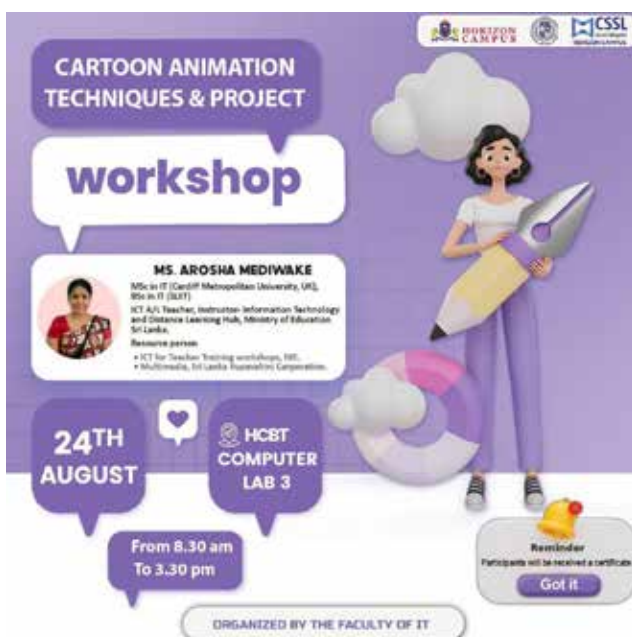 HORIZON
CAMPUS
CSSL
CARTOON ANIMATION
TECHNIQUES & PROJECT
workshop
MS. AROSHA MEDIWAKE
MSc in IT (Cardiff Metropolitan University, UK),
BSc in IT (SLIIT)
ICT A/L Teacher, Instructor- Information Technology
and Distance Learning Hub, Ministry of Education
Sri Lanka.
Resource person
• ICT for Teacher Training workshops, NIE.
• Multimedia, Sri Lanka Rupavahini Corporation.
24TH
AUGUST
HCBT
COMPUTER
LAB 3
From 8.30 am
To 3.30 pm
Reminder
Participants will be received a certificate
Got it
ORGANIZED BY THE FACULTY OF IT